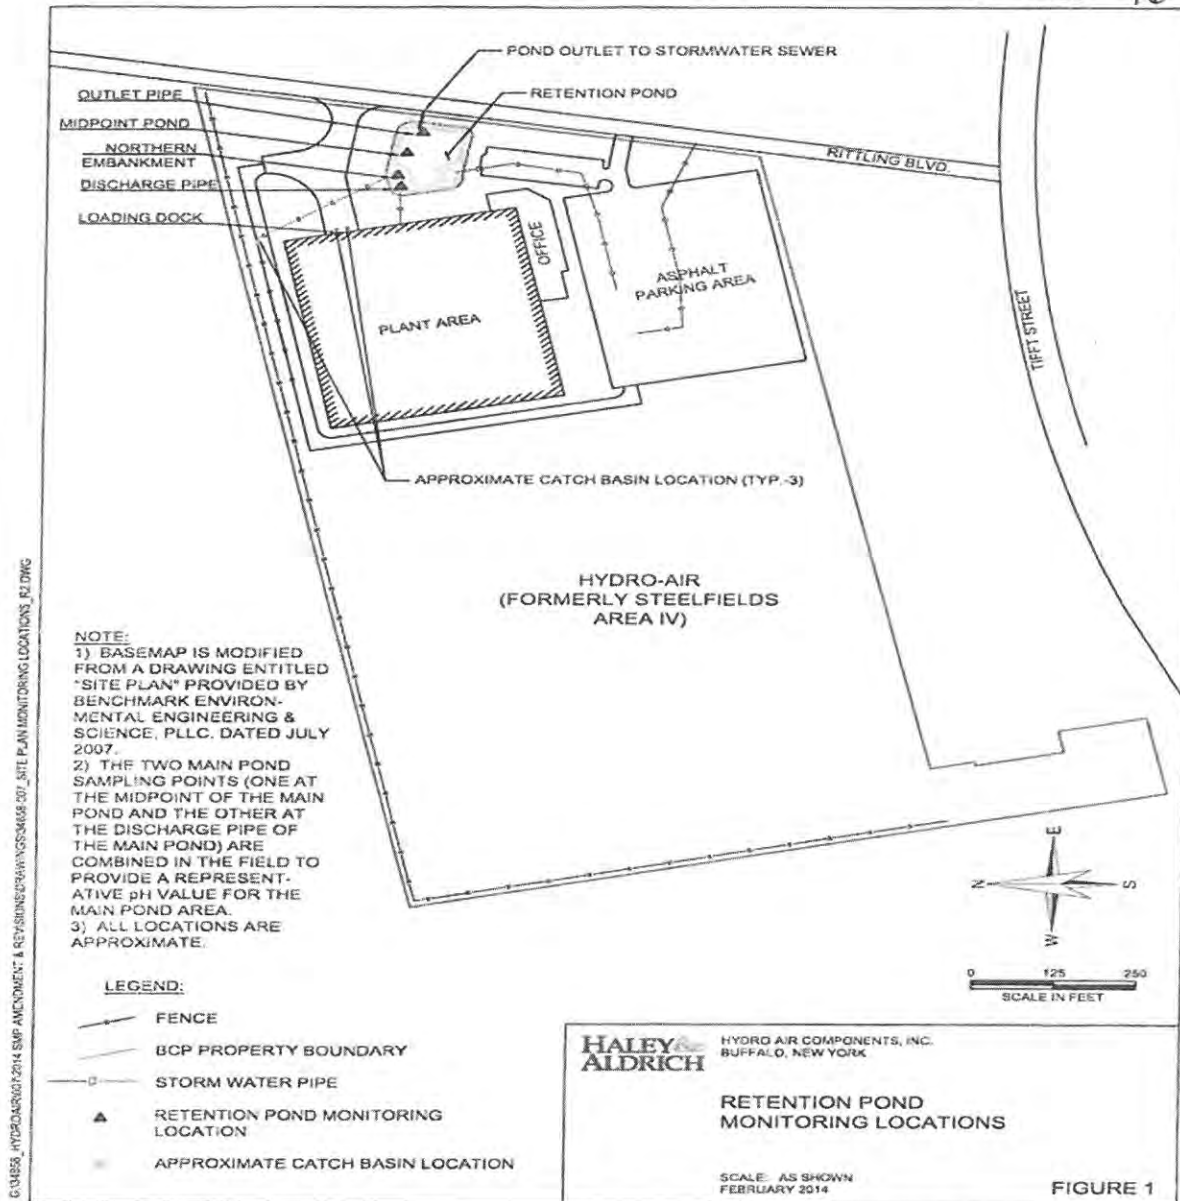 POND OUTLET TO STORMWATER SEWER
OUTLET PIPE
RETENTION POND
MIDPOINT POND
NORTHERN
EMBANKMENT
RITTLING BLVD.
DISCHARGE PIPE
LOADING DOCK
OFFICE
ASPHALT
PARKING AREA
PLANT AREA
TIFFT STREET
APPROXIMATE CATCH BASIN LOCATION (TYP.-3)
HYDRO-AIR
(FORMERLY STEELFIELDS
AREA IV)
NOTE:
1) BASEMAP IS MODIFIED
FROM A DRAWING ENTITLED
"SITE PLAN" PROVIDED BY
BENCHMARK ENVIRON-
MENTAL ENGINEERING &
SCIENCE, PLLC. DATED JULY
2007.
2) THE TWO MAIN POND
SAMPLING POINTS (ONE AT
THE MIDPOINT OF THE MAIN
POND AND THE OTHER AT
THE DISCHARGE PIPE OF
THE MAIN POND) ARE
COMBINED IN THE FIELD TO
PROVIDE A REPRESENT-
ATIVE pH VALUE FOR THE
MAIN POND AREA.
3) ALL LOCATIONS ARE
APPROXIMATE.
E
N
S
W
0 125 250
SCALE IN FEET
LEGEND:
FENCE
BCP PROPERTY BOUNDARY
STORM WATER PIPE
RETENTION POND MONITORING
LOCATION
APPROXIMATE CATCH BASIN LOCATION
HALEY &
ALDRICH
HYDRO AIR COMPONENTS, INC.
BUFFALO, NEW YORK
RETENTION POND
MONITORING LOCATIONS
SCALE: AS SHOWN
FEBRUARY 2014
FIGURE 1